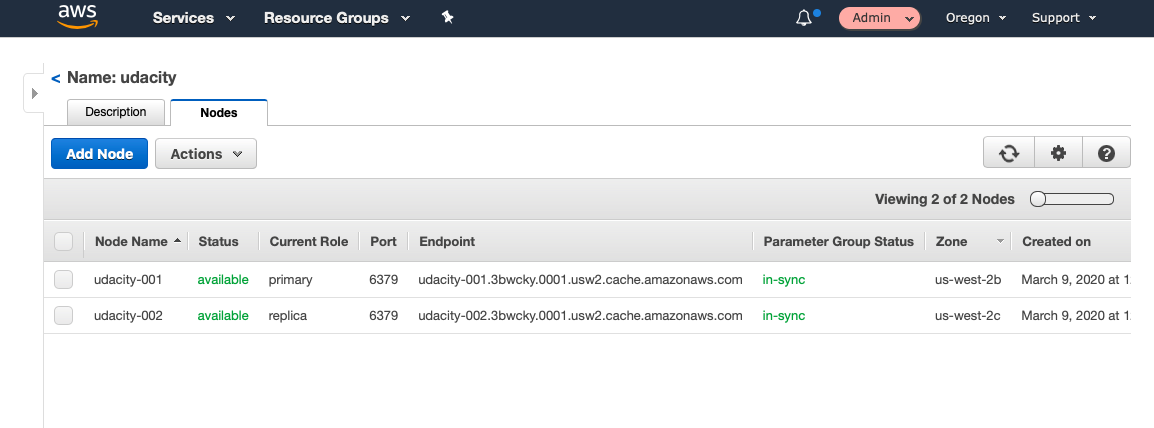 aws Services Resource Groups Admin Oregon Support
< Name: udacity
Description Nodes
Add Node Actions
Viewing 2 of 2 Nodes
Node Name Status Current Role Port Endpoint Parameter Group Status Zone Created on
udacity-001 available primary 6379 udacity-001.3bwcky.0001.usw2.cache.amazonaws.com in-sync us-west-2b March 9, 2020 at 1
udacity-002 available replica 6379 udacity-002.3bwcky.0001.usw2.cache.amazonaws.com in-sync us-west-2c March 9, 2020 at 1